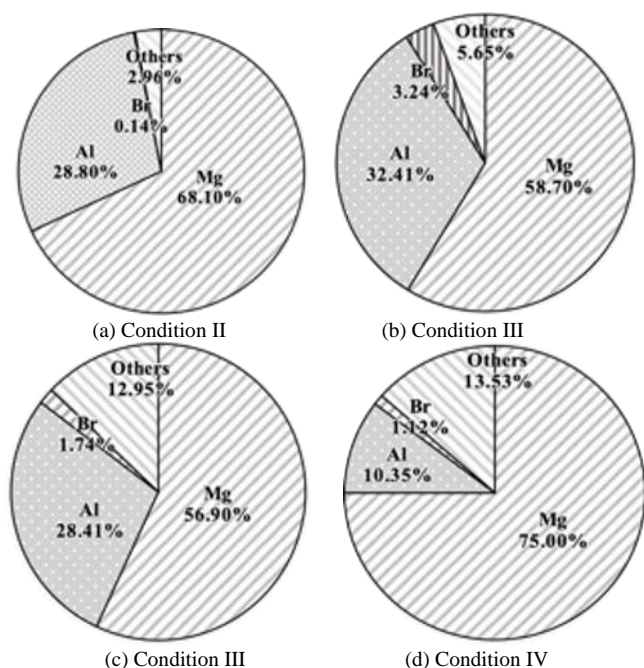 Others
2.96%
Br
0.14%
Al
28.80%
Mg
68.10%
(a) Condition II
Others
5.65%
Br
3.24%
Al
32.41%
Mg
58.70%
(b) Condition III
Others
12.95%
Br
1.74%
Al
28.41%
Mg
56.90%
(c) Condition III
Others
13.53%
Br
1.12%
Al
10.35%
Mg
75.00%
(d) Condition IV